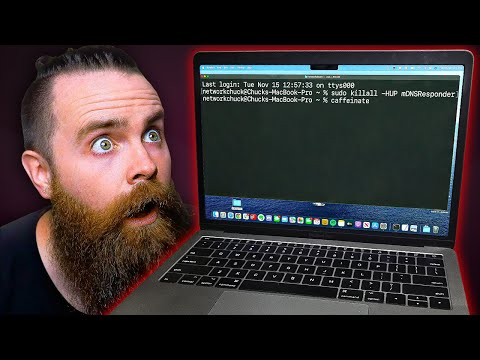 Last login: Tue Nov 15 12:57:33 on ttys000
networkchuck@Chucks-MacBook-Pro ~ % sudo killall -HUP mDNSResponder
networkchuck@Chucks-MacBook-Pro ~ % caffeinate